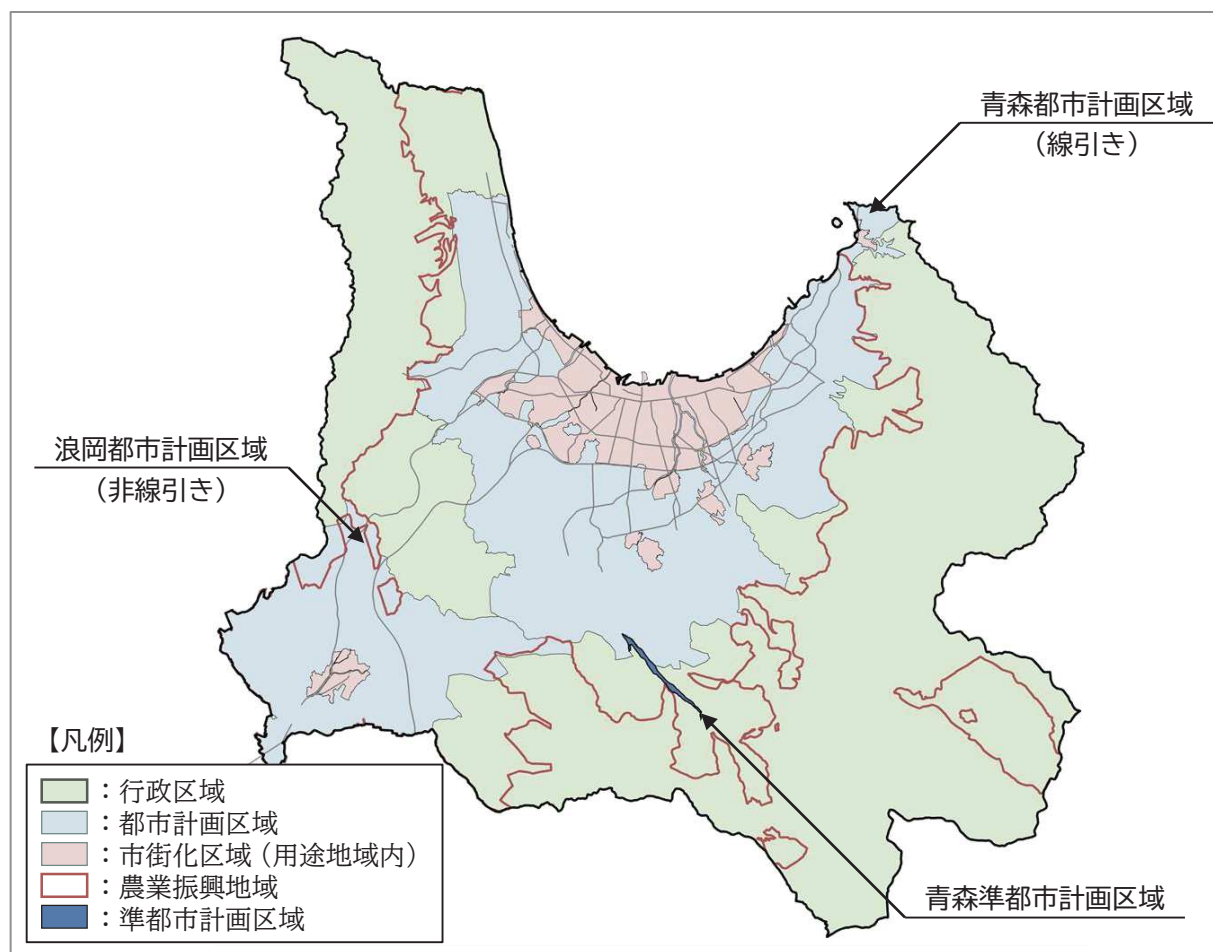 青森都市計画区域
（線引き）
浪岡都市計画区域
（非線引き）
【凡例】
：行政区域
：都市計画区域
：市街化区域（用途地域内）
：農業振興地域
：準都市計画区域
青森準都市計画区域